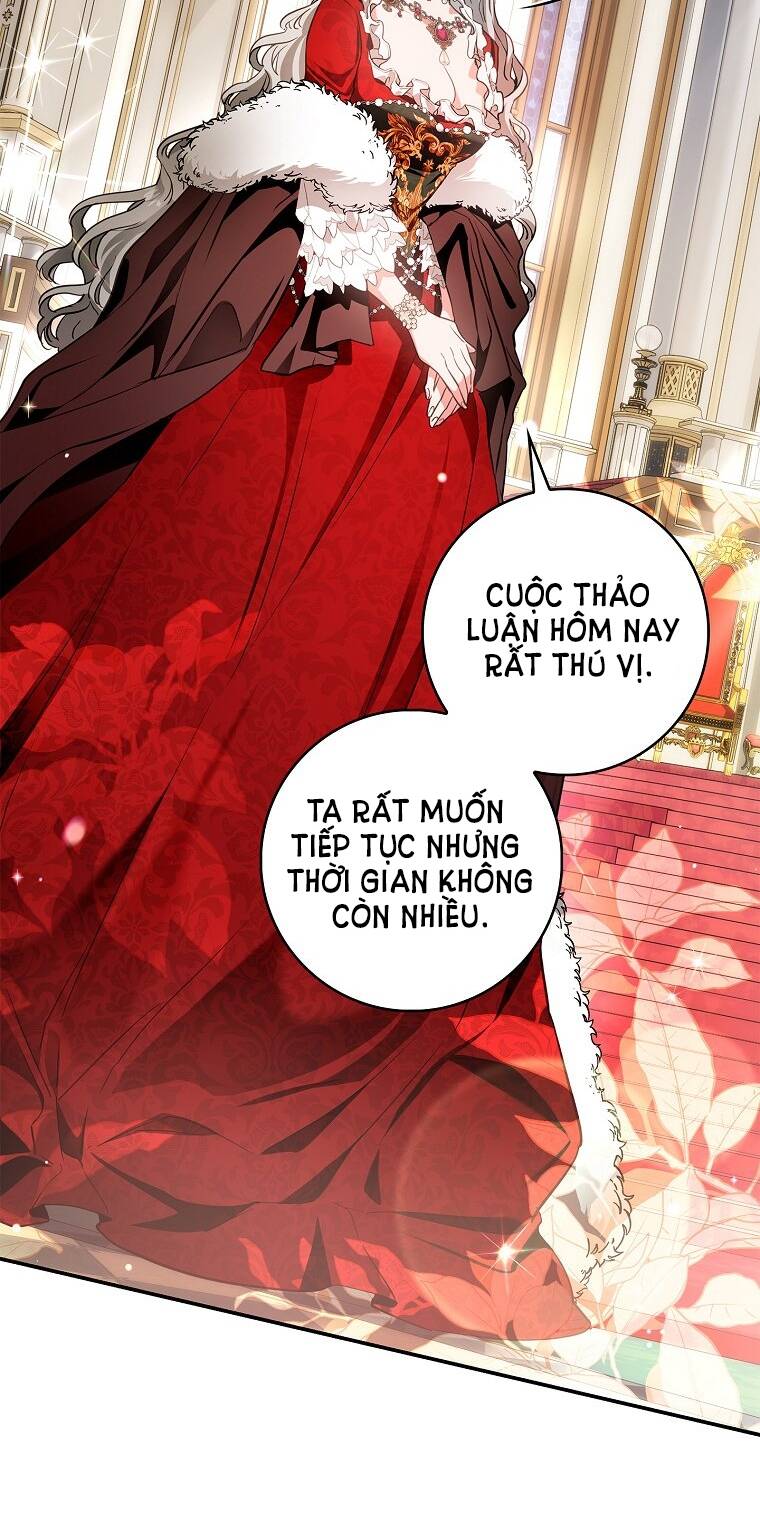 CUỘC THẢO
LUẬN HÔM NAY
RẤT THÚ VỊ.
TA RẤT MUỐN
TIẾP TỤC NHƯNG
THỜI GIAN KHÔNG
CÒN NHIỀU.